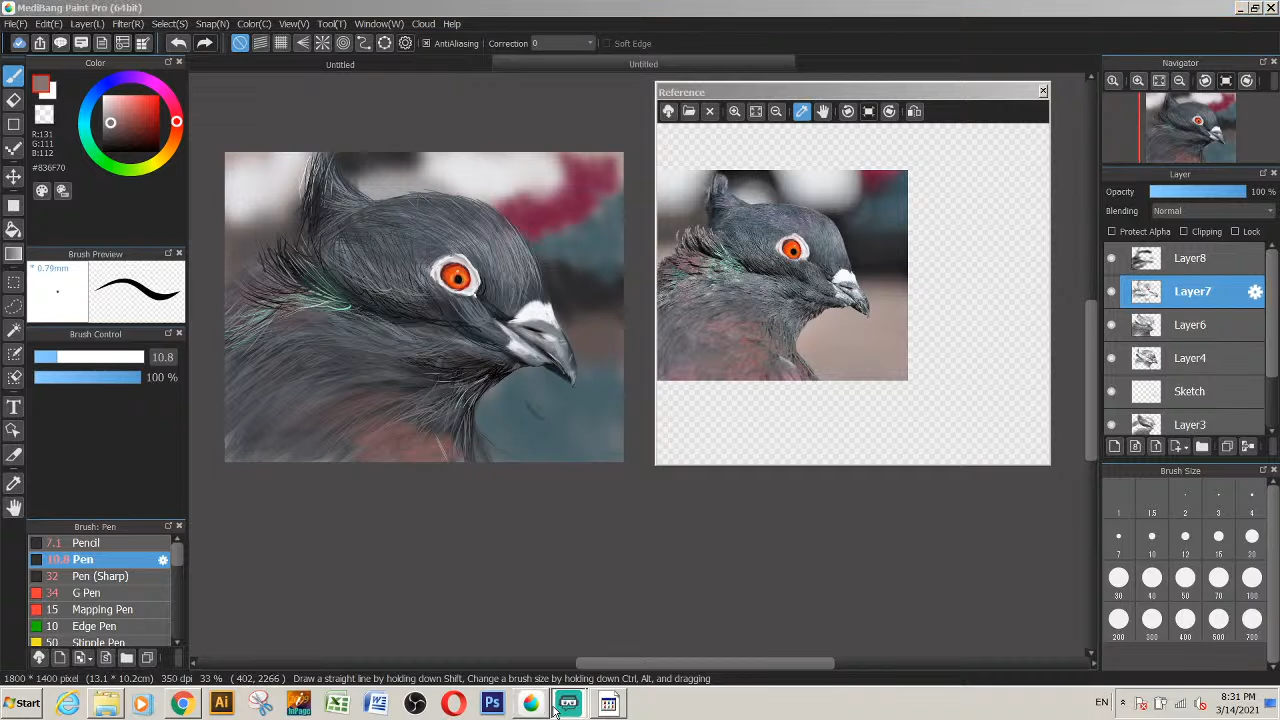 MediBang Paint Pro (64bit)
File(F) Edit(E) Layer(L) Filter(R) Select(S) Snap(N) Color(C) View(V) Tool(T) Window(W) Cloud Help
AntiAliasing Correction 0 Soft Edge
Color
Untitled Untitled
Navigator
Reference
R:131
G:111
B:112
#836F70
Layer
Opacity 100 %
Blending Normal
Protect Alpha Clipping Lock
Brush Preview
* 0.79mm
Layer8
Layer7
Layer6
Layer4
Sketch
Layer3
Brush Control
10.8
100 %
Brush Size
1 1.5 2 3 4
7 10 12 15 20
30 40 50 70 100
200 300 400 500 700
Brush: Pen
7.1 Pencil
10.8 Pen
32 Pen (Sharp)
34 G Pen
15 Mapping Pen
10 Edge Pen
50 Stipple Pen
1800 * 1400 pixel (13.1 * 10.2cm) 350 dpi 33 % ( 402, 2266 ) Draw a straight line by holding down Shift, Change a brush size by holding down Ctrl, Alt, and dragging
Start
Ai
hiPage
Ps
EN
8:31 PM
3/14/2021